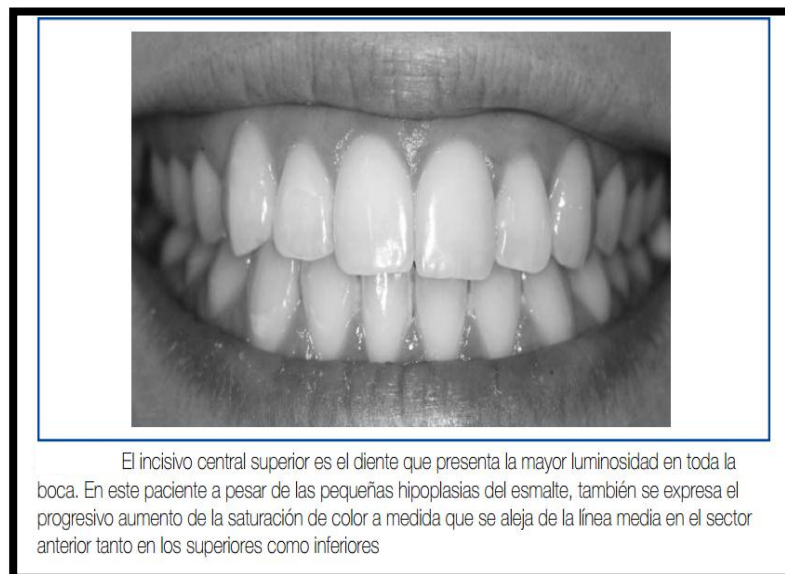 El incisivo central superior es el diente que presenta la mayor luminosidad en toda la
boca. En este paciente a pesar de las pequeñas hipoplasias del esmalte, también se expresa el
progresivo aumento de la saturación de color a medida que se aleja de la línea media en el sector
anterior tanto en los superiores como inferiores